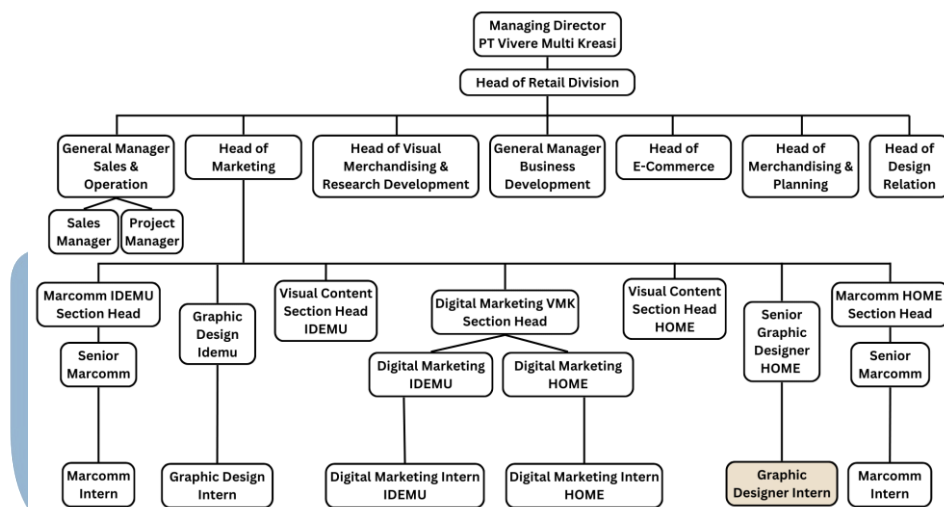 Managing Director
PT Vivere Multi Kreasi
Head of Retail Division
General Manager
Sales &
Operation
Head of
Marketing
Head of Visual
Merchandising &
Research Development
General Manager
Business
Development
Head of
E-Commerce
Head of
Merchandising &
Planning
Head of
Design
Relation
Sales
Manager
Project
Manager
Marcomm IDEMU
Section Head
Graphic
Design
Idemu
Visual Content
Section Head
IDEMU
Digital Marketing VMK
Section Head
Visual Content
Section Head
HOME
Senior
Graphic
Designer
HOME
Marcomm HOME
Section Head
Senior
Marcomm
Digital Marketing
IDEMU
Digital Marketing
HOME
Senior
Marcomm
Marcomm
Intern
Graphic Design
Intern
Digital Marketing Intern
IDEMU
Digital Marketing Intern
HOME
Graphic
Designer Intern
Marcomm
Intern